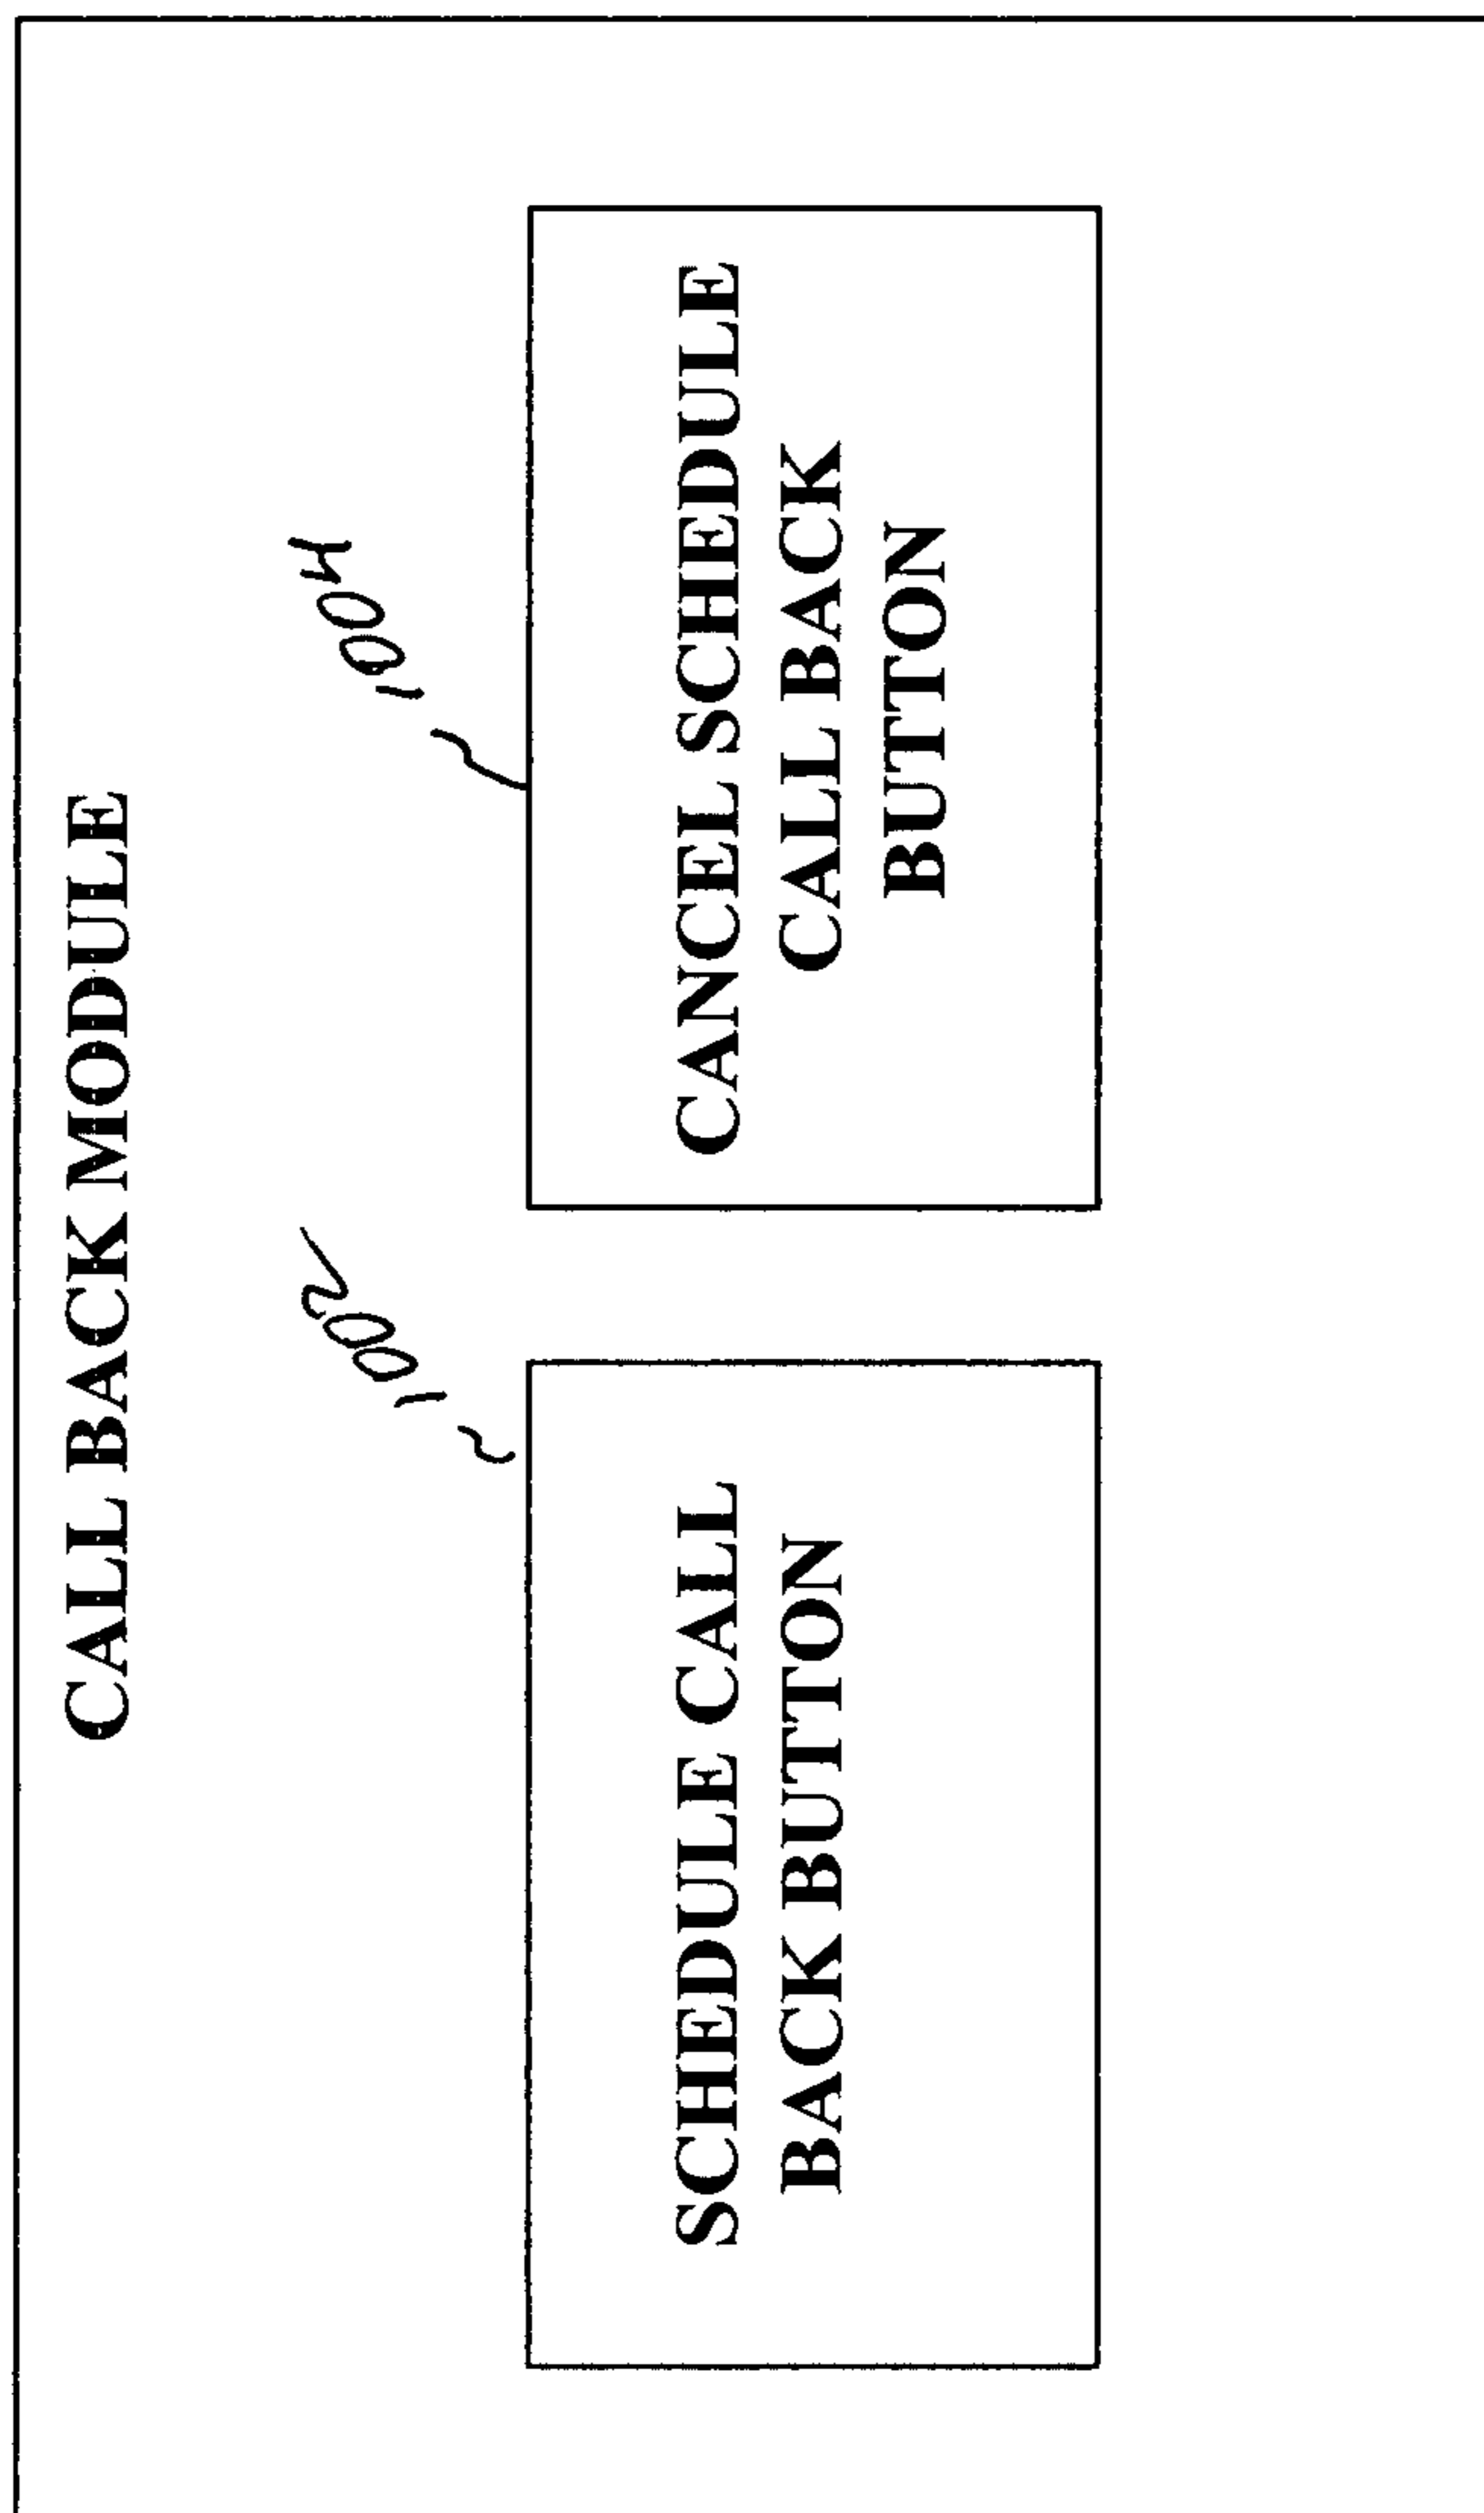 CALL BACK MODULE
1002
SCHEDULE CALL
BACK BUTTON
1004
CANCEL SCHEDULE
CALL BACK
BUTTON